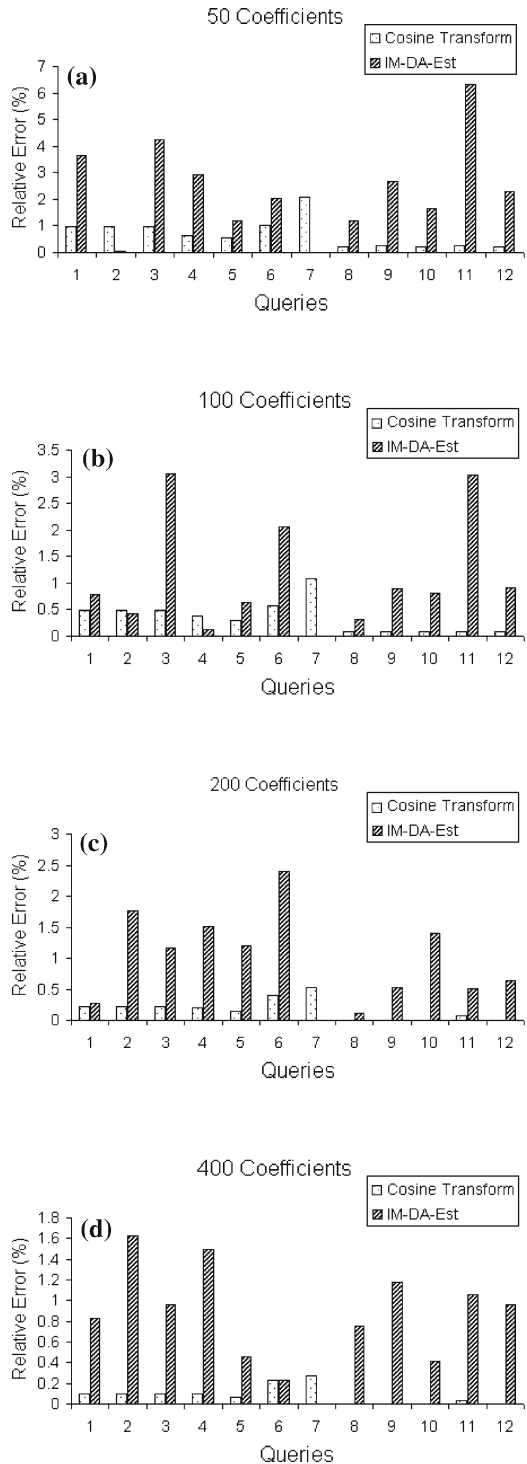 50 Coefficients
Cosine Transform
IM-DA-Est
(a)
Relative Error (%)
7
6
5
4
3
2
1
0
1 2 3 4 5 6 7 8 9 10 11 12
Queries
100 Coefficients
Cosine Transform
IM-DA-Est
(b)
Relative Error (%)
3.5
3
2.5
2
1.5
1
0.5
0
1 2 3 4 5 6 7 8 9 10 11 12
Queries
200 Coefficients
Cosine Transform
IM-DA-Est
(c)
Relative Error (%)
3
2.5
2
1.5
1
0.5
0
1 2 3 4 5 6 7 8 9 10 11 12
Queries
400 Coefficients
Cosine Transform
IM-DA-Est
(d)
Relative Error (%)
1.8
1.6
1.4
1.2
1
0.8
0.6
0.4
0.2
0
1 2 3 4 5 6 7 8 9 10 11 12
Queries